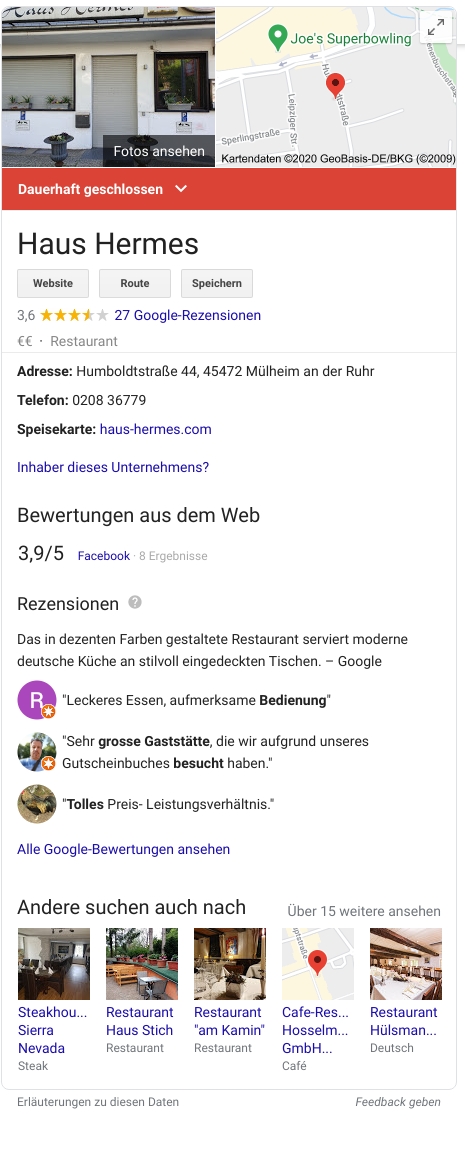 Haus Hermes
Joe's Superbowling
Leipziger Str.
Sperlingstraße
Fotos ansehen
Kartendaten ©2020 GeoBasis-DE/BKG (©2009)
Dauerhaft geschlossen
Haus Hermes
Website Route Speichern
3,6 27 Google-Rezensionen
€€ · Restaurant
Adresse: Humboldtstraße 44, 45472 Mülheim an der Ruhr
Telefon: 0208 36779
Speisekarte: haus-hermes.com
Inhaber dieses Unternehmens?
Bewertungen aus dem Web
3,9/5 Facebook · 8 Ergebnisse
Rezensionen ?
Das in dezenten Farben gestaltete Restaurant serviert moderne
deutsche Küche an stilvoll eingedeckten Tischen. – Google
R "Leckeres Essen, aufmerksame Bedienung"
"Sehr grosse Gaststätte, die wir aufgrund unseres
Gutscheinbuches besucht haben."
"Tolles Preis- Leistungsverhältnis."
Alle Google-Bewertungen ansehen
Andere suchen auch nach Über 15 weitere ansehen
Steakhou... Restaurant Restaurant Cafe-Res... Restaurant
Sierra Haus Stich "am Kamin" Hosselm... Hülsman...
Nevada Restaurant Restaurant GmbH... Deutsch
Steak Café
Erläuterungen zu diesen Daten Feedback geben